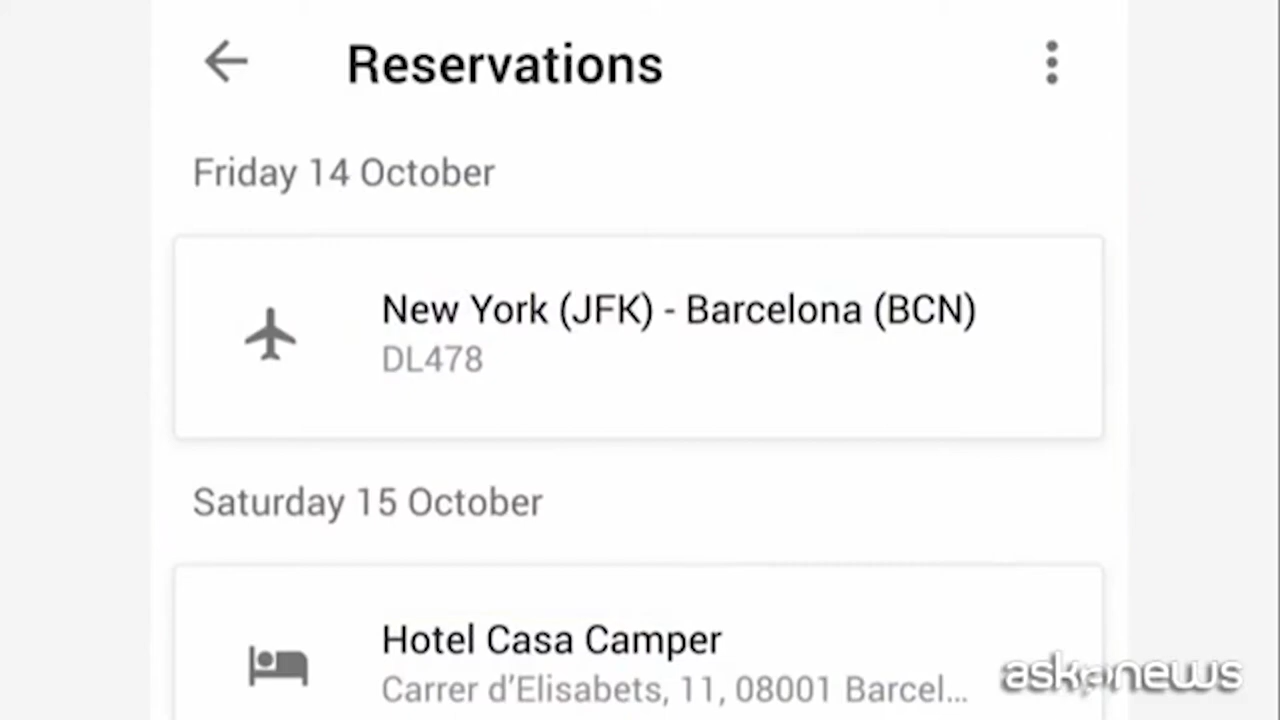 Reservations
Friday 14 October
New York (JFK) - Barcelona (BCN)
DL478
Saturday 15 October
Hotel Casa Camper
Carrer d'Elisabets, 11, 08001 Barcel...
askanews